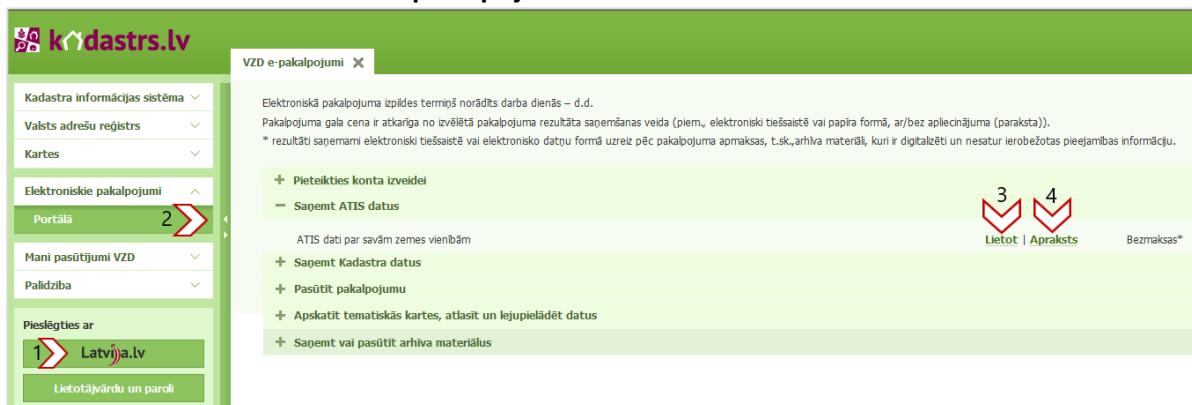 kadastrs.lv
VZD e-pakalpojumi
Kadastra informācijas sistēma
Valsts adrešu reģistrs
Kartes
Elektroniskie pakalpojumi
Portālā 2
Mani pasūtījumi VZD
Palīdzība
Pieslēgties ar
1 Latvija.lv
Lietotājvārdu un paroli
Elektroniskā pakalpojuma izpildes termiņš norādīts darba dienās – d.d.
Pakalpojuma gala cena ir atkarīga no izvēlētā pakalpojuma rezultāta saņemšanas veida (piem., elektroniski tiešsaistē vai papīra formā, ar/bez apliecinājuma (paraksta)).
* rezultāti saņemami elektroniski tiešsaistē vai elektronisko datņu formā uzreiz pēc pakalpojuma apmaksas, t.sk.,arhīva materiāli, kuri ir digitalizēti un nesatur ierobežotas pieejamības informāciju.
+ Pieteikties konta izveidei
− Saņemt ATIS datus
3 4
ATIS dati par savām zemes vienībām Lietot | Apraksts Bezmaksas*
+ Saņemt Kadastra datus
+ Pasūtīt pakalpojumu
+ Apskatīt tematiskās kartes, atlasīt un lejupielādēt datus
+ Saņemt vai pasūtīt arhīva materiālus